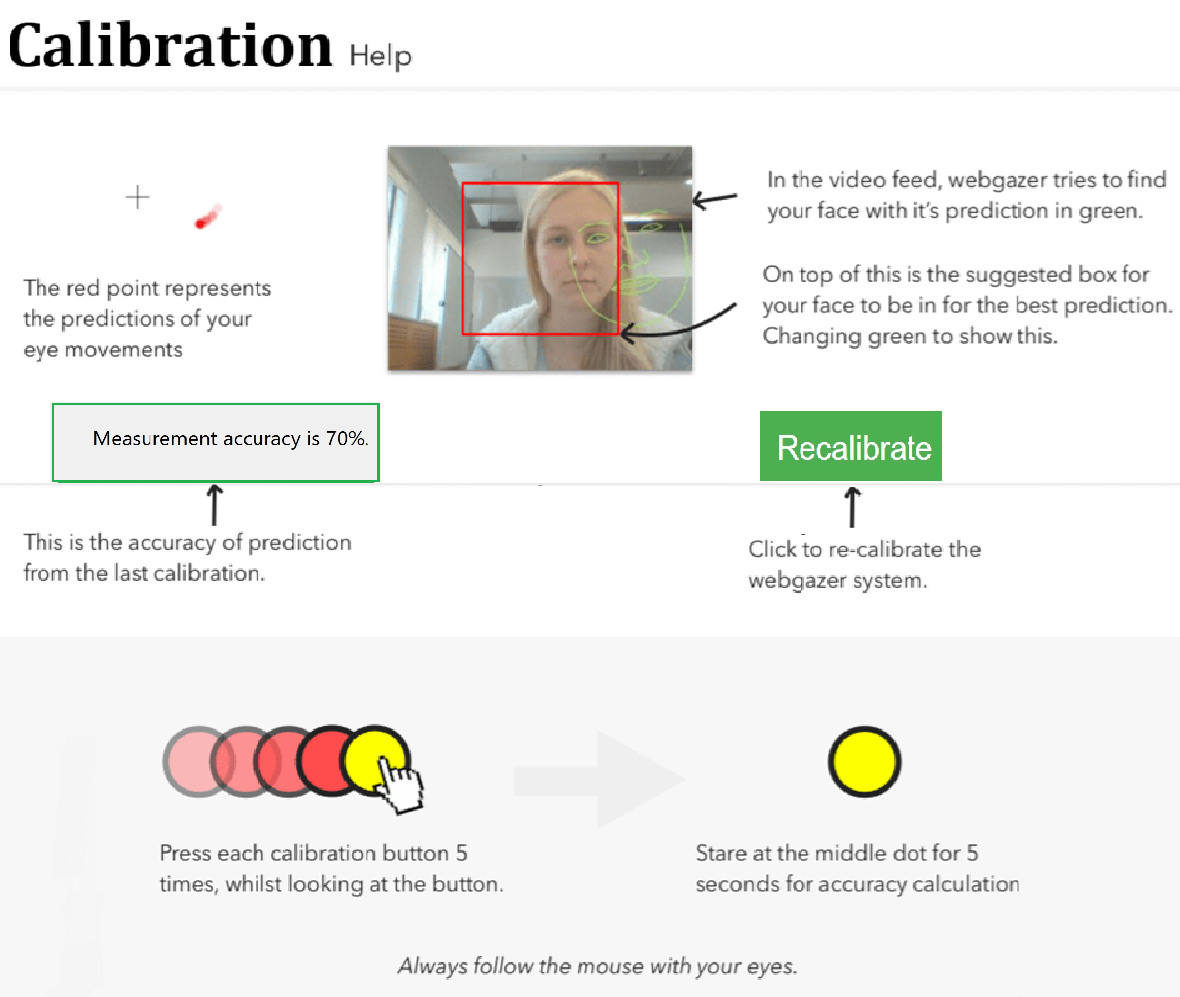 Calibration Help
In the video feed, webgazer tries to find
your face with it's prediction in green.
The red point represents
the predictions of your
eye movements
On top of this is the suggested box for
your face to be in for the best prediction.
Changing green to show this.
Measurement accuracy is 70%.
Recalibrate
This is the accuracy of prediction
from the last calibration.
Click to re-calibrate the
webgazer system.
Press each calibration button 5
times, whilst looking at the button.
Stare at the middle dot for 5
seconds for accuracy calculation
Always follow the mouse with your eyes.